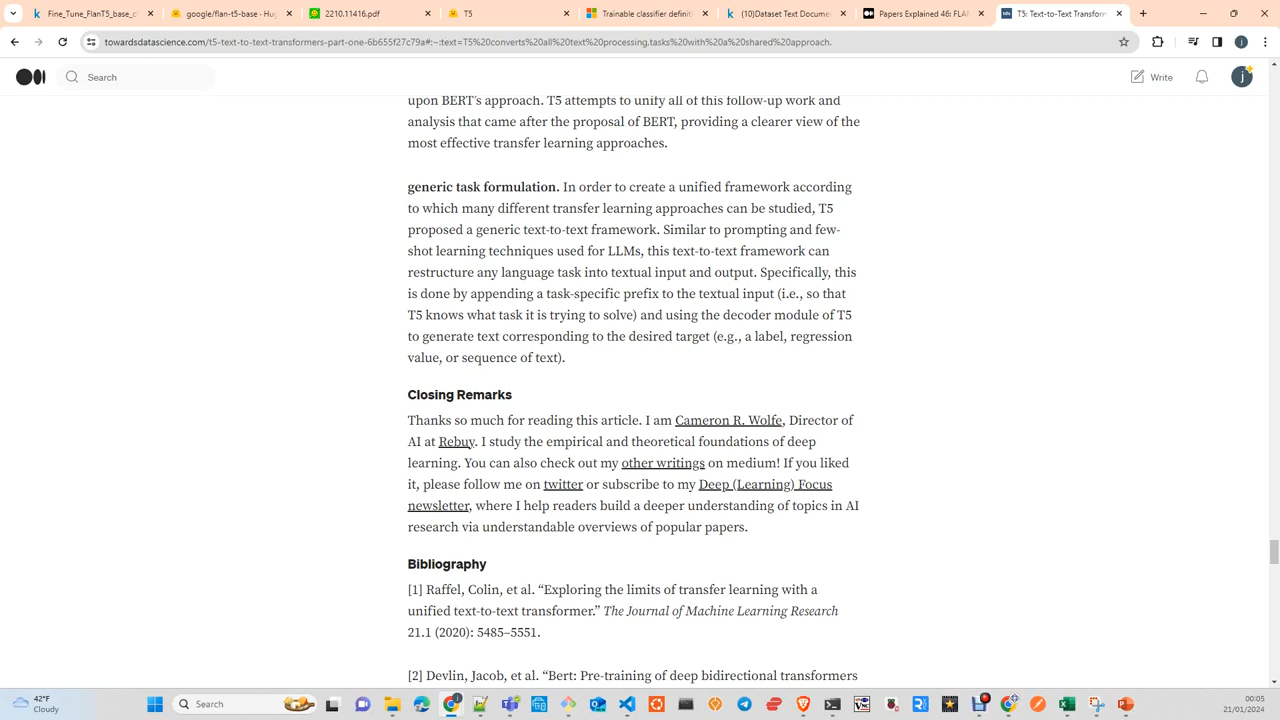 Fine_Tune_FlanT5_base_cl
google/flan-t5-base - Hug
2210.11416.pdf
T5
Trainable classifier definiti
(10)Dataset Text Documen
Papers Explained 46: FLAN
T5: Text-to-Text Transform
towardsdatascience.com/t5-text-to-text-transformers-part-one-6b655f27c79a#:~:text=T5%20converts%20all%20text%20processing,tasks%20with%20a%20shared%20approach.
Search
Write
j
upon BERT’s approach. T5 attempts to unify all of this follow-up work and
analysis that came after the proposal of BERT, providing a clearer view of the
most effective transfer learning approaches.
generic task formulation. In order to create a unified framework according
to which many different transfer learning approaches can be studied, T5
proposed a generic text-to-text framework. Similar to prompting and few-
shot learning techniques used for LLMs, this text-to-text framework can
restructure any language task into textual input and output. Specifically, this
is done by appending a task-specific prefix to the textual input (i.e., so that
T5 knows what task it is trying to solve) and using the decoder module of T5
to generate text corresponding to the desired target (e.g., a label, regression
value, or sequence of text).
Closing Remarks
Thanks so much for reading this article. I am Cameron R. Wolfe, Director of
AI at Rebuy. I study the empirical and theoretical foundations of deep
learning. You can also check out my other writings on medium! If you liked
it, please follow me on twitter or subscribe to my Deep (Learning) Focus
newsletter, where I help readers build a deeper understanding of topics in AI
research via understandable overviews of popular papers.
Bibliography
[1] Raffel, Colin, et al. “Exploring the limits of transfer learning with a
unified text-to-text transformer.” The Journal of Machine Learning Research
21.1 (2020): 5485–5551.
[2] Devlin, Jacob, et al. “Bert: Pre-training of deep bidirectional transformers
42°F
Cloudy
Search
00:05
21/01/2024